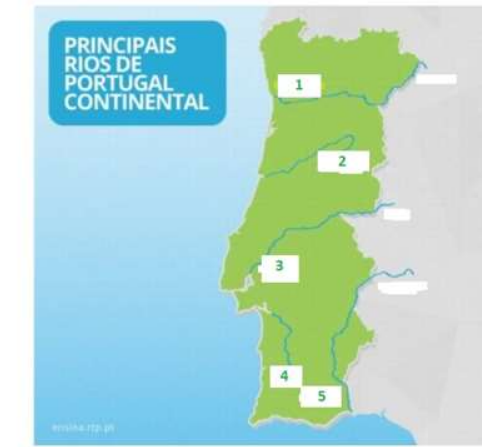 PRINCIPAIS
RIOS DE
PORTUGAL
CONTINENTAL
1
2
3
4
5
ensina.rtp.pt